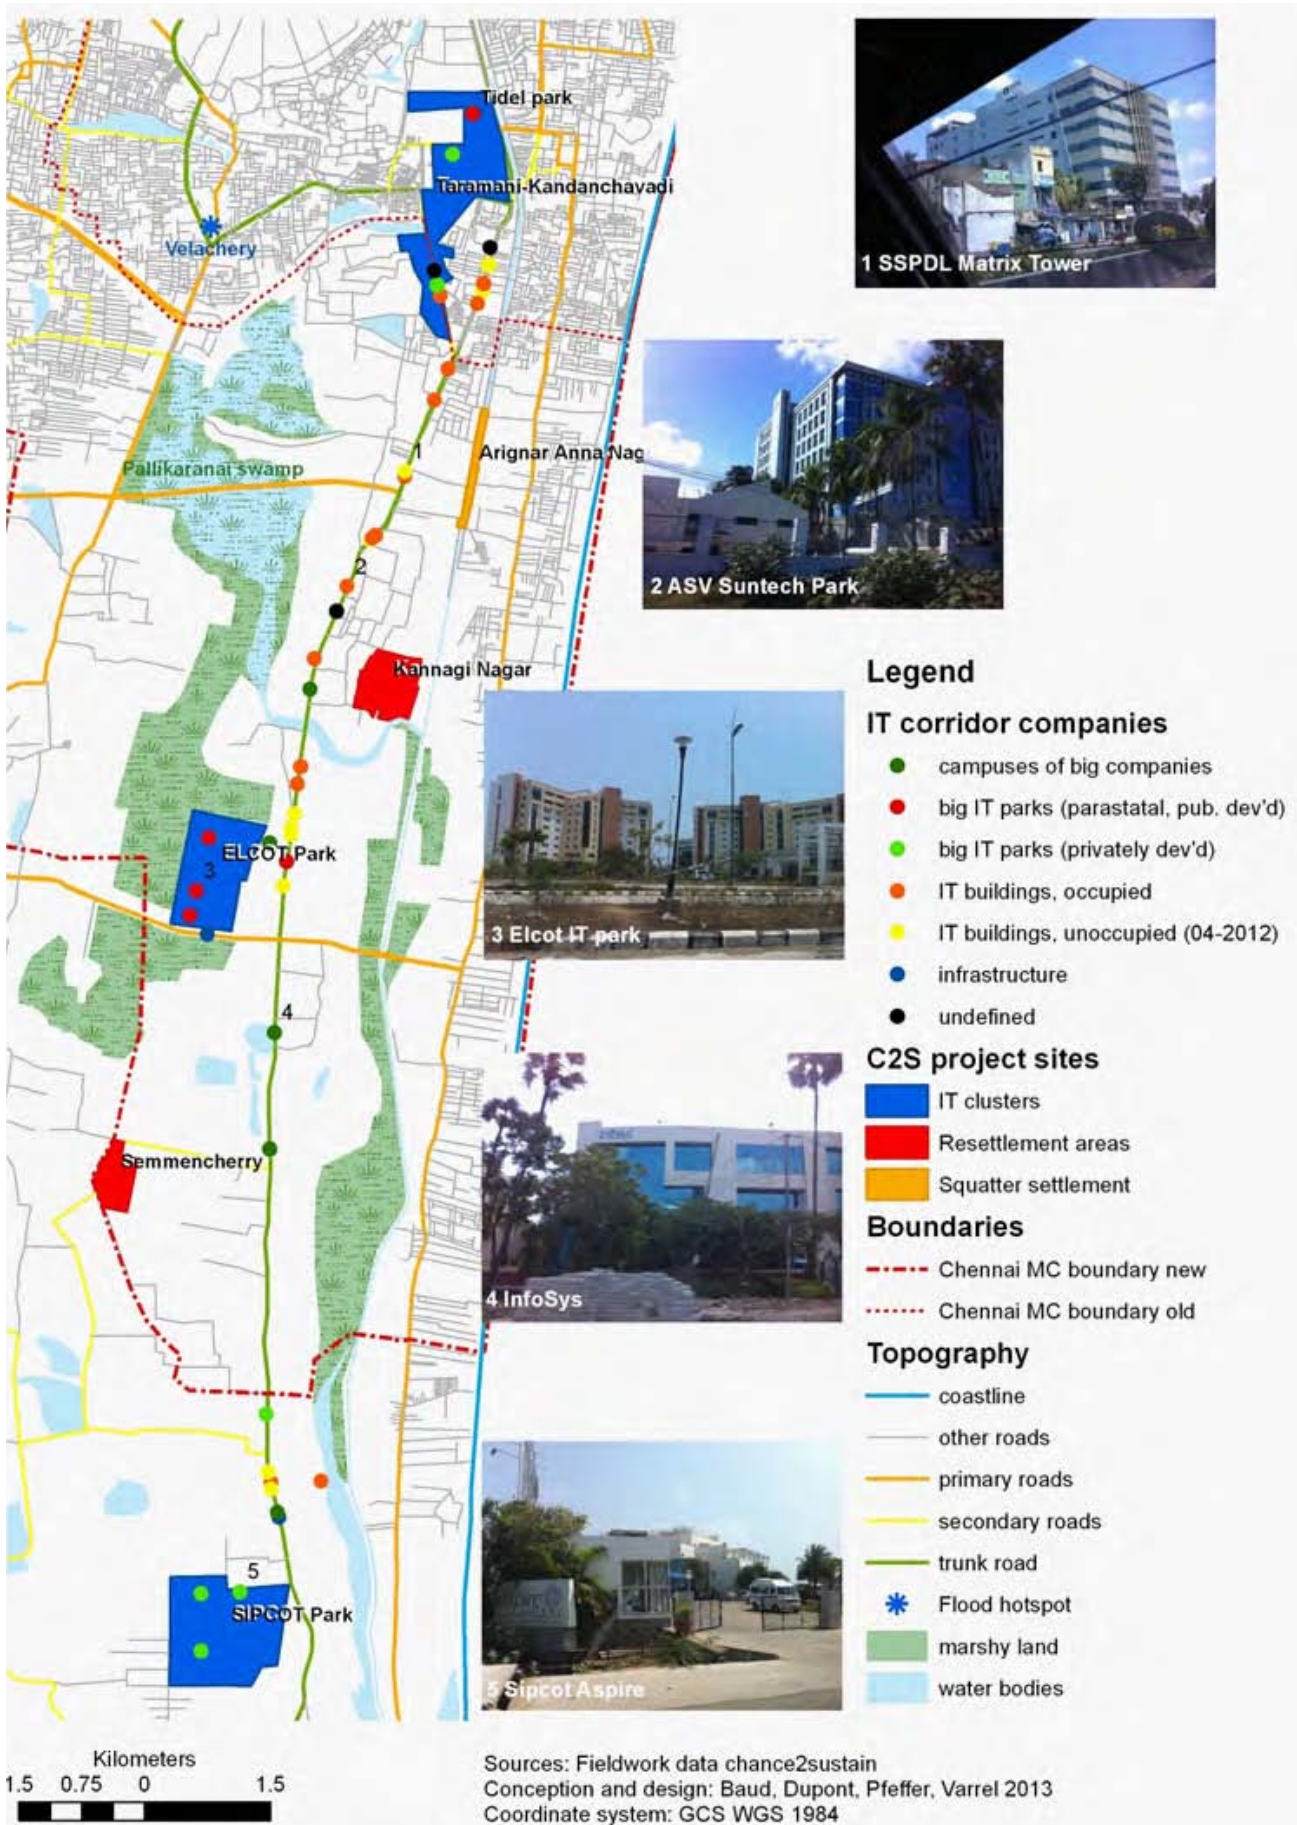 Tidel park
Taramani-Kandanchavadi
Velachery
1 SSPDL Matrix Tower
1
Arignar Anna Nag
Pallikaranai swamp
2
2 ASV Suntech Park
Kannagi Nagar
ELCOT Park
3
3 Elcot IT park
4
Semmencherry
4 InfoSys
5
SIPCOT Park
5 Sipcot Aspire
Legend
IT corridor companies
campuses of big companies
big IT parks (parastatal, pub. dev'd)
big IT parks (privately dev'd)
IT buildings, occupied
IT buildings, unoccupied (04-2012)
infrastructure
undefined
C2S project sites
IT clusters
Resettlement areas
Squatter settlement
Boundaries
Chennai MC boundary new
Chennai MC boundary old
Topography
coastline
other roads
primary roads
secondary roads
trunk road
Flood hotspot
marshy land
water bodies
Kilometers
1.5 0.75 0 1.5
Sources: Fieldwork data chance2sustain
Conception and design: Baud, Dupont, Pfeffer, Varrel 2013
Coordinate system: GCS WGS 1984